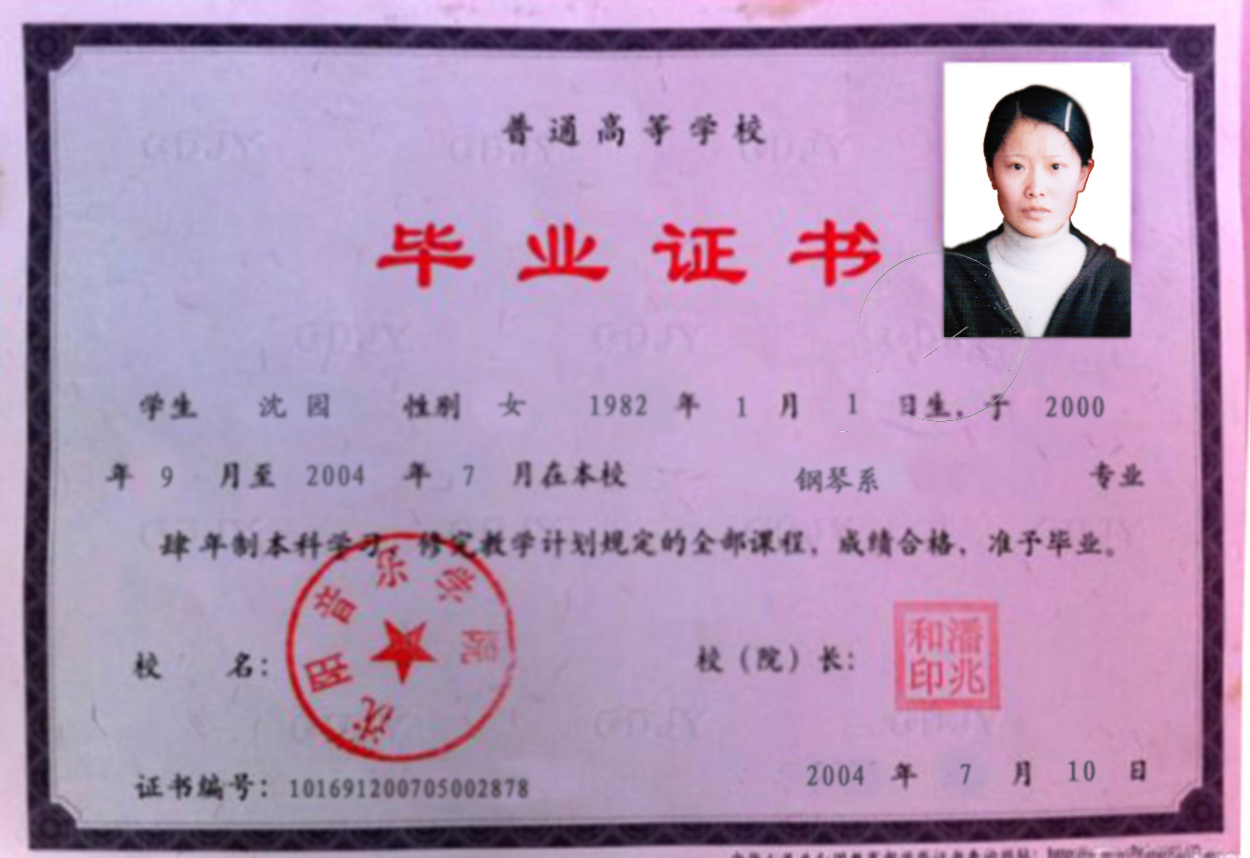 普通高等学校
毕业证书
学生 沈园 性别 女 1982 年 1 月 1 日生，于 2000
年 9 月至 2004 年 7 月在本校 钢琴系 专业
肆年制本科学习，修完教学计划规定的全部课程，成绩合格，准予毕业。
沈阳音乐学院
校 名： 校（院）长：
潘兆和印
证书编号：101691200705002878
2004 年 7 月 10 日